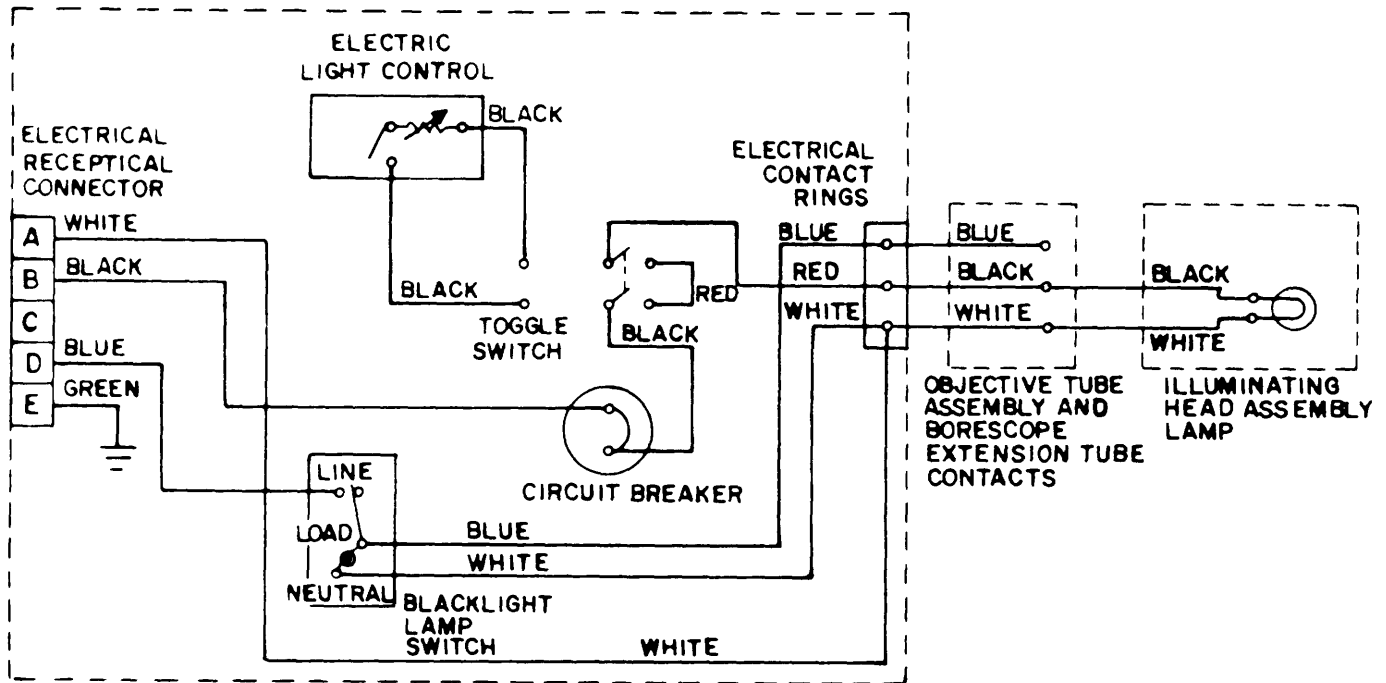 ELECTRIC
LIGHT CONTROL
BLACK
ELECTRICAL
RECEPTICAL
CONNECTOR
ELECTRICAL
CONTACT
RINGS
A
WHITE
B
BLACK
C
D
BLUE
E
GREEN
BLACK
TOGGLE
SWITCH
RED
BLACK
BLUE
RED
WHITE
BLUE
BLACK
WHITE
BLACK
WHITE
OBJECTIVE TUBE
ASSEMBLY AND
BORESCOPE
EXTENSION TUBE
CONTACTS
ILLUMINATING
HEAD ASSEMBLY
LAMP
CIRCUIT BREAKER
LINE
LOAD
NEUTRAL
BLUE
WHITE
BLACKLIGHT
LAMP
SWITCH
WHITE